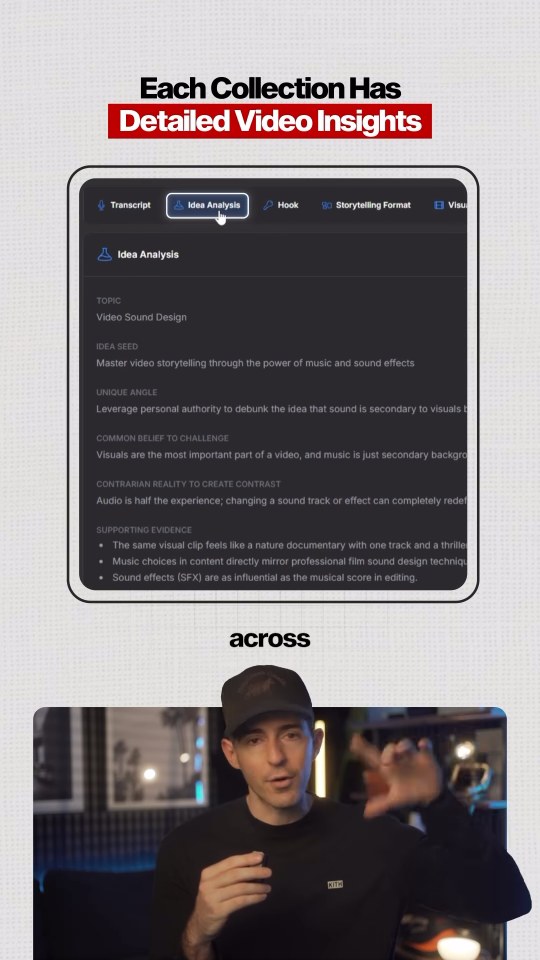 Each Collection Has
Detailed Video Insights
Transcript
Idea Analysis
Hook
Storytelling Format
Visu
Idea Analysis
TOPIC
Video Sound Design
IDEA SEED
Master video storytelling through the power of music and sound effects
UNIQUE ANGLE
Leverage personal authority to debunk the idea that sound is secondary to visuals b
COMMON BELIEF TO CHALLENGE
Visuals are the most important part of a video, and music is just secondary backgro
CONTRARIAN REALITY TO CREATE CONTRAST
Audio is half the experience; changing a sound track or effect can completely redef
SUPPORTING EVIDENCE
• The same visual clip feels like a nature documentary with one track and a thriller
• Music choices in content directly mirror professional film sound design techniqu
• Sound effects (SFX) are as influential as the musical score in editing.
across
KITH